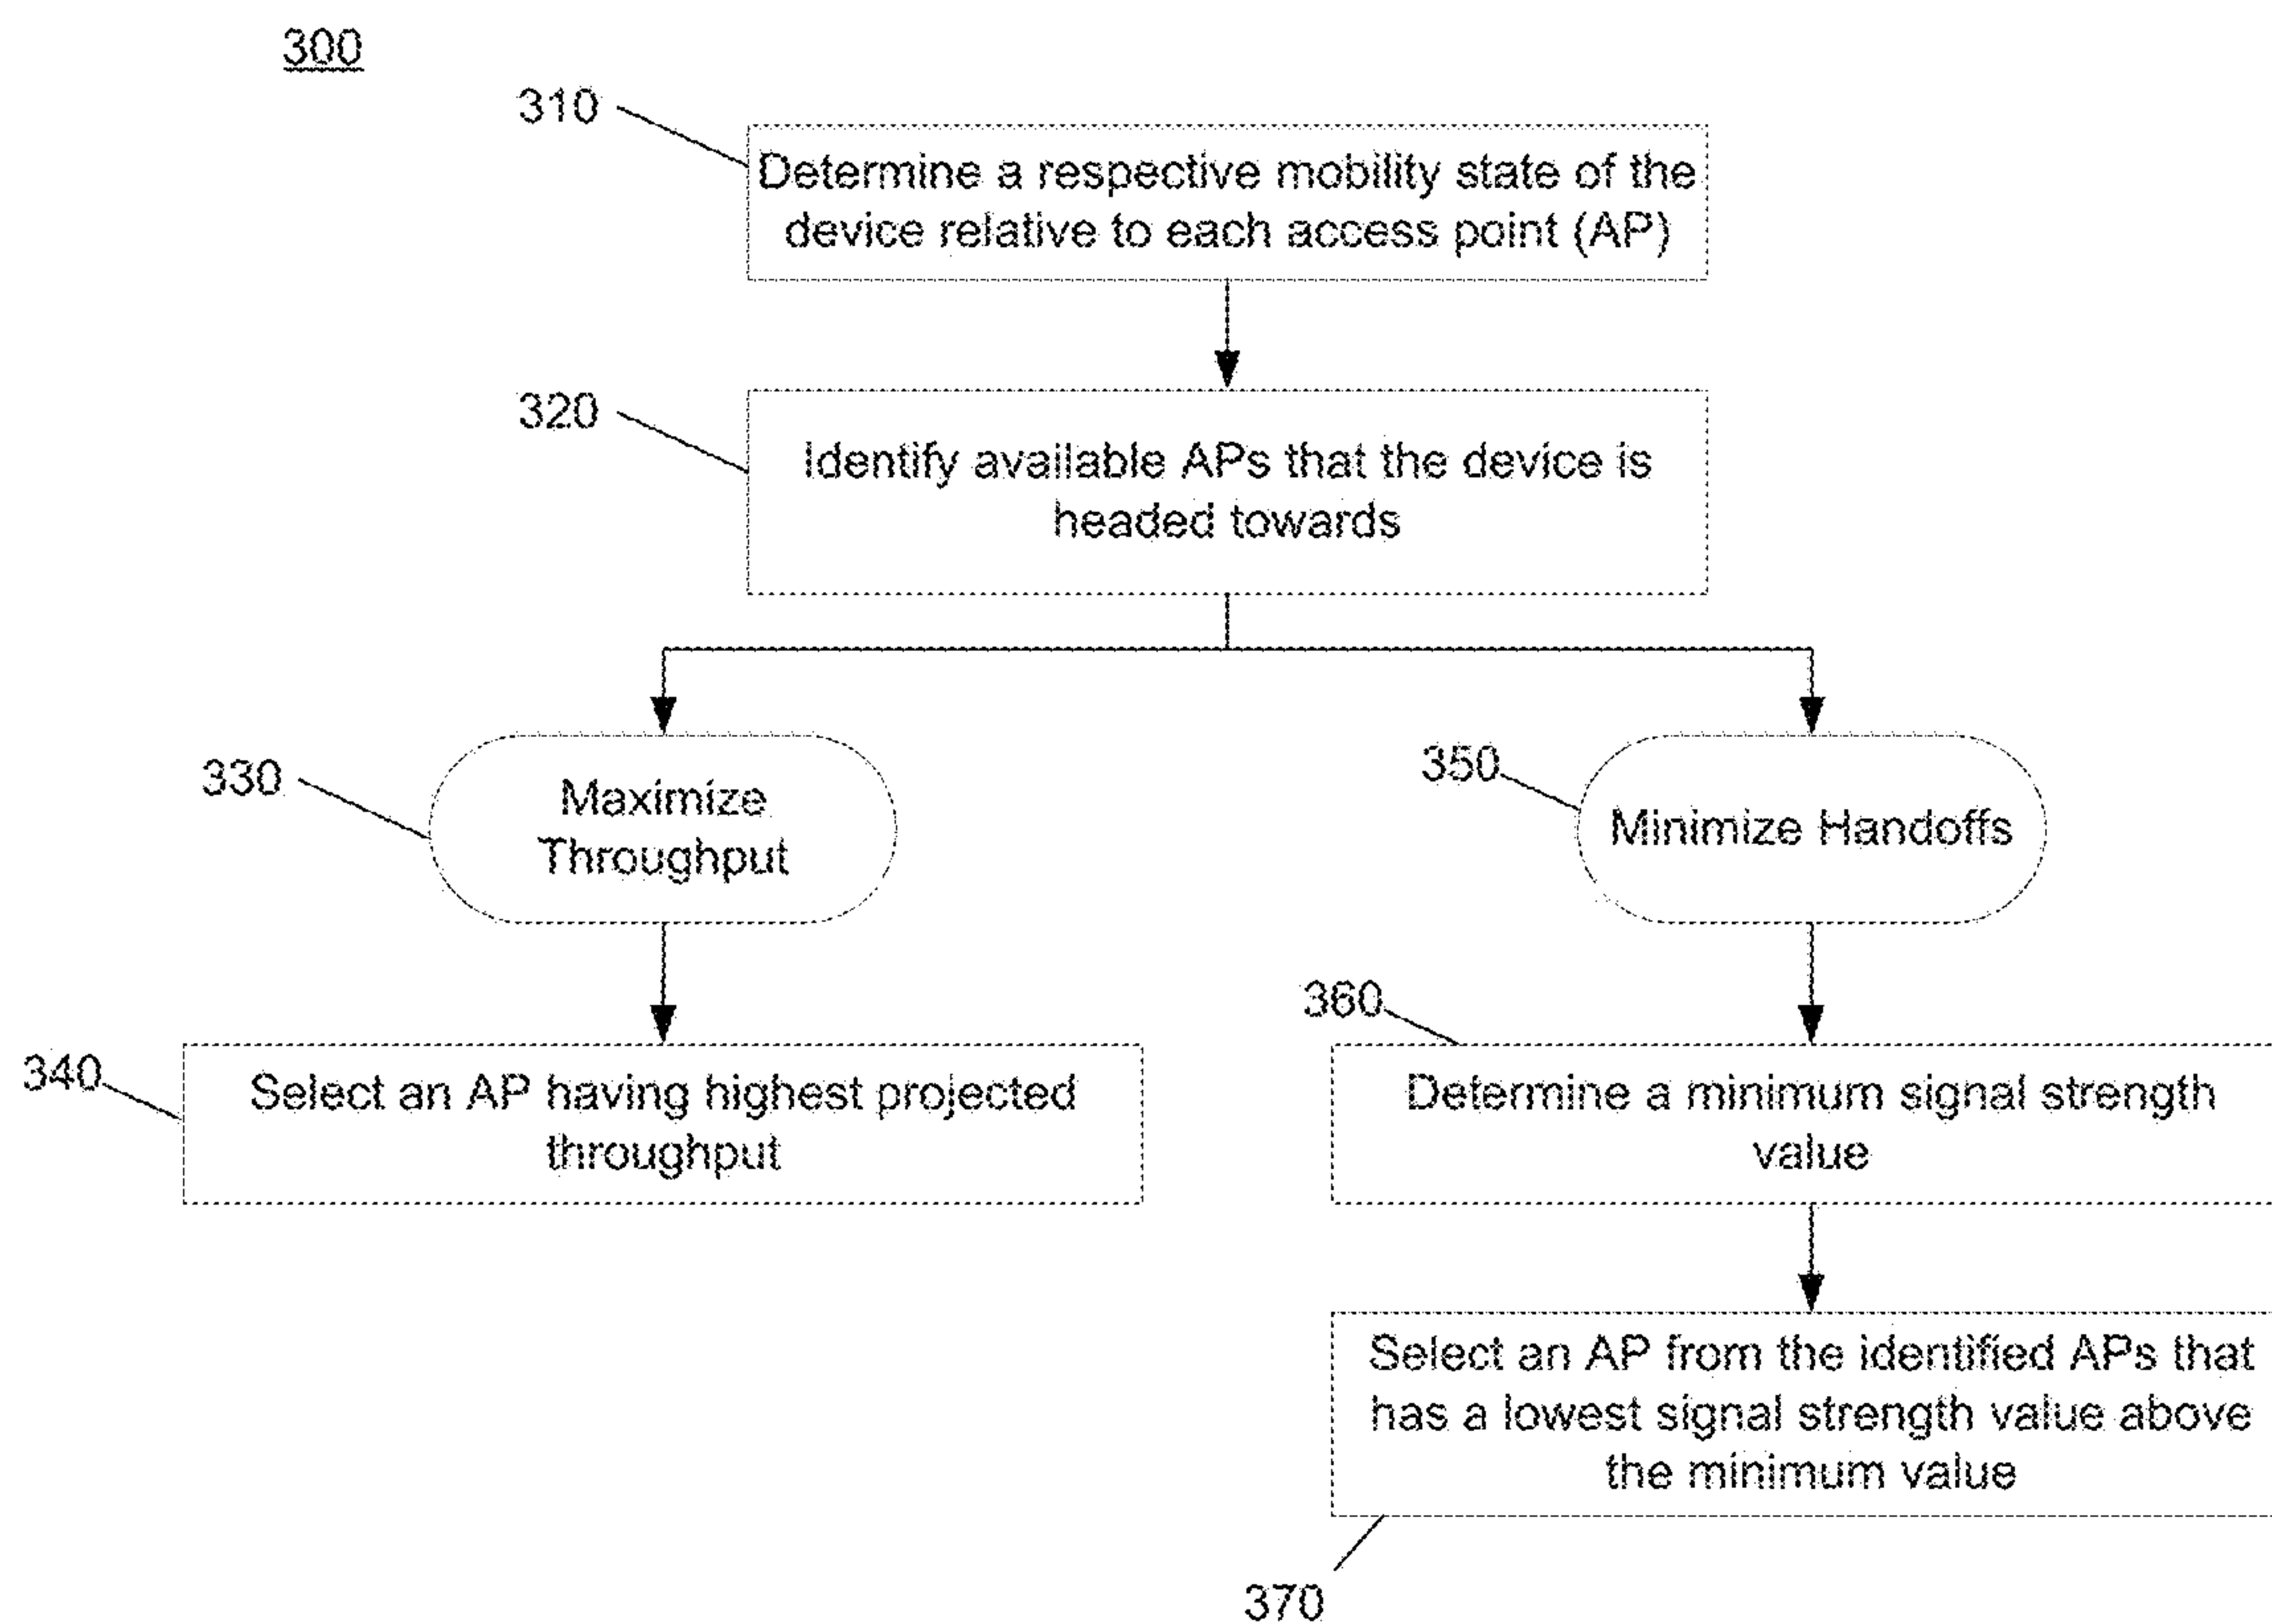 300
310
Determine a respective mobility state of the
device relative to each access point (AP)
320
Identify available APs that the device is
headed towards
330
Maximize
Throughput
340
Select an AP having highest projected
throughput
350
Minimize Handoffs
360
Determine a minimum signal strength
value
Select an AP from the identified APs that
has a lowest signal strength value above
the minimum value
370